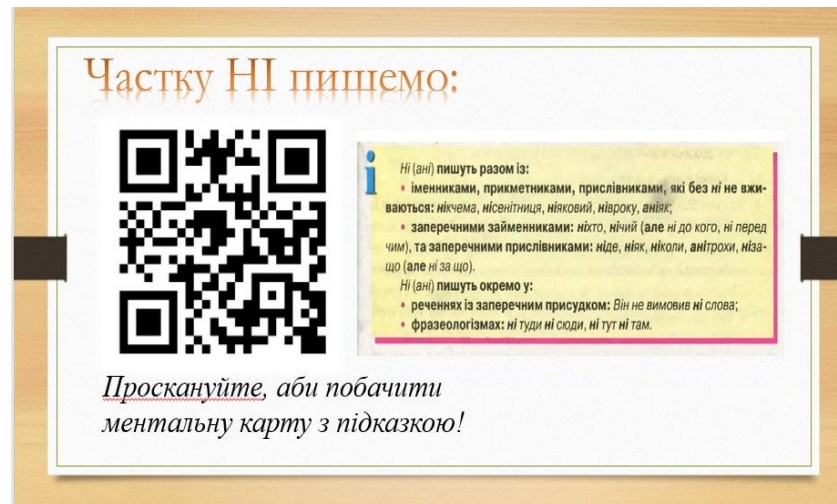 Частку НІ пишемо:
i
Ні (ані) пишуть разом із:
• іменниками, прикметниками, прислівниками, які без ні не вжи-
ваються: нікчема, нісенітниця, ніяковий, нівроку, аніяк;
• заперечними займенниками: ніхто, нічий (але ні до кого, ні перед
чим), та заперечними прислівниками: ніде, ніяк, ніколи, анітрохи, ніза-
що (але ні за що).
Ні (ані) пишуть окремо у:
• реченнях із заперечним присудком: Він не вимовив ні слова;
• фразеологізмах: ні туди ні сюди, ні тут ні там.
Проскануйте, аби побачити
ментальну карту з підказкою!